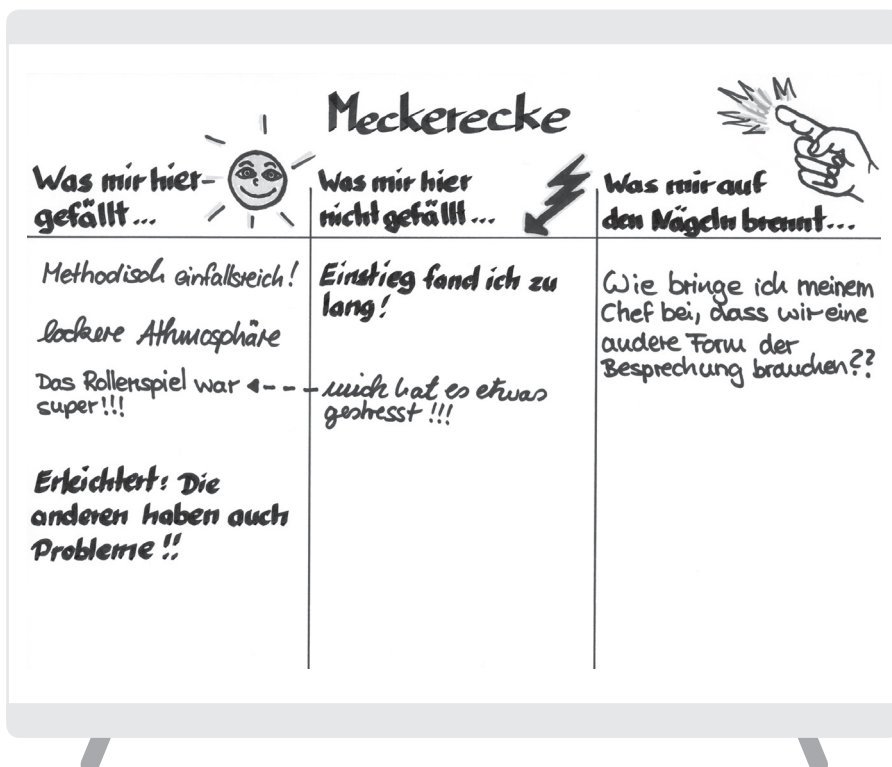 Meckerecke
Was mir hier
gefällt...
Was mir hier
nicht gefällt...
Was mir auf
den Nägeln brennt...
Methodisch einfallsreich!
lockere Athmosphäre
Das Rollenspiel war
super!!!
Erleichtert: Die
anderen haben auch
Probleme!!
Einstieg fand ich zu
lang!
mich hat es etwas
gestresst!!!
Wie bringe ich meinem
Chef bei, dass wir eine
andere Form der
Besprechung brauchen??